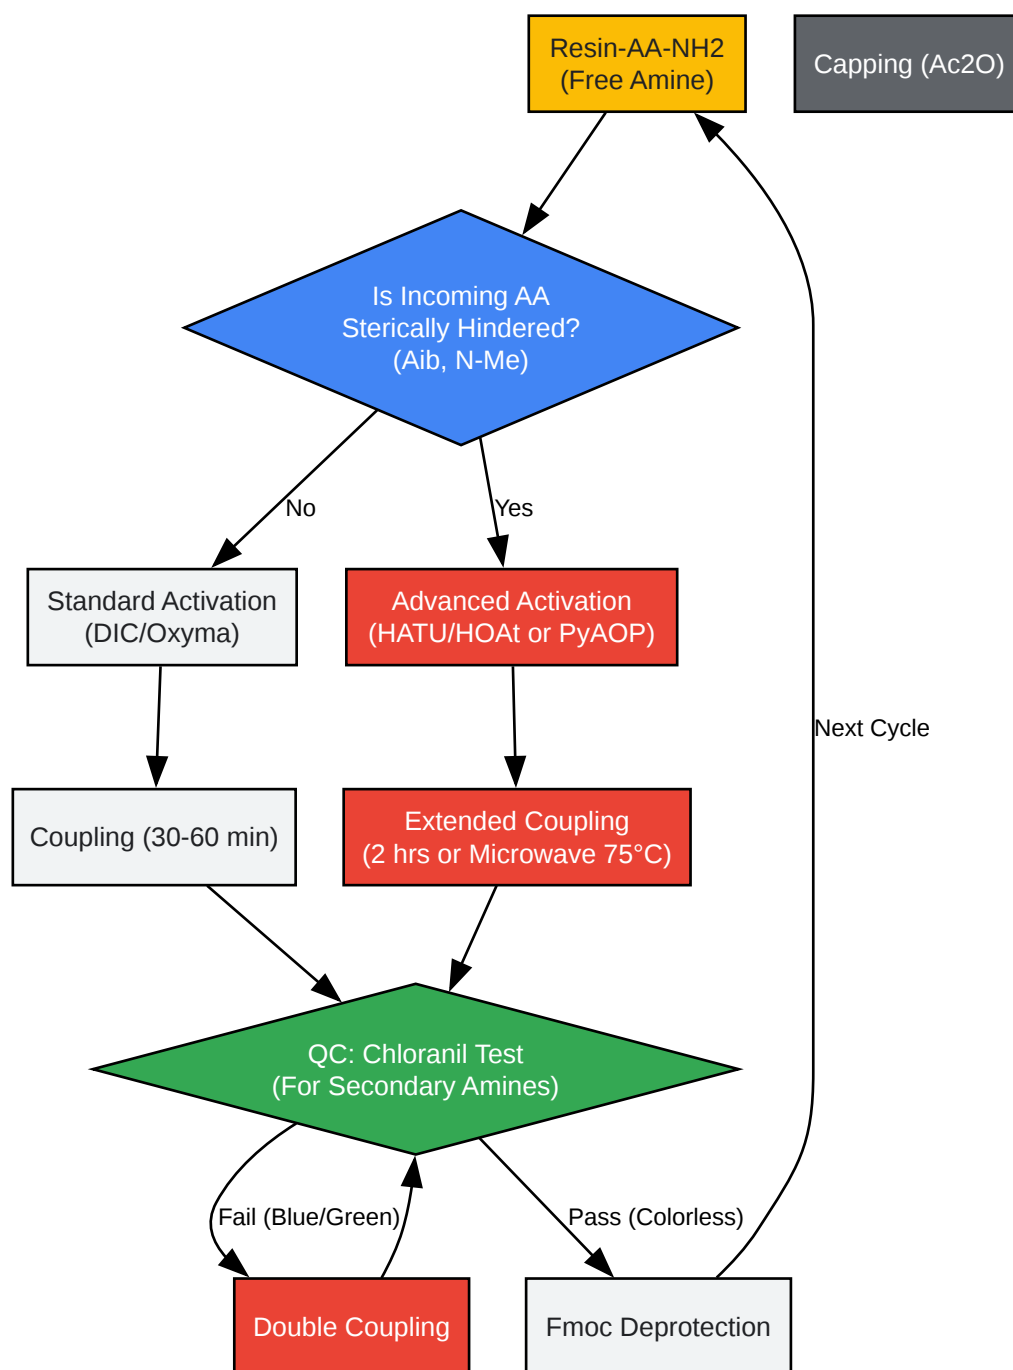 Resin-AA-NH2
(Free Amine)
Capping (Ac2O)
Is Incoming AA
Sterically Hindered?
(Aib, N-Me)
No
Yes
Standard Activation
(DIC/Oxyma)
Advanced Activation
(HATU/HOAt or PyAOP)
Next Cycle
Coupling (30-60 min)
Extended Coupling
(2 hrs or Microwave 75°C)
QC: Chloranil Test
(For Secondary Amines)
Fail (Blue/Green)
Pass (Colorless)
Double Coupling
Fmoc Deprotection